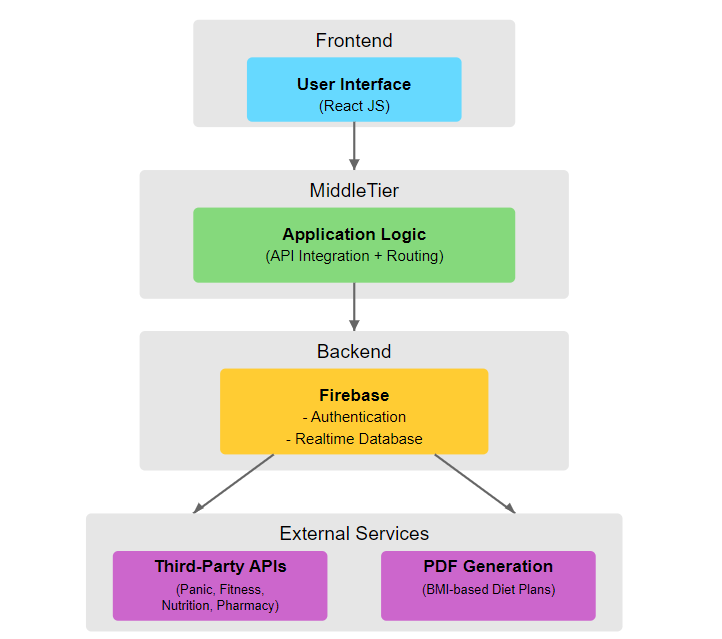 Frontend
User Interface
(React JS)
MiddleTier
Application Logic
(API Integration + Routing)
Backend
Firebase
- Authentication
- Realtime Database
External Services
Third-Party APIs
(Panic, Fitness,
Nutrition, Pharmacy)
PDF Generation
(BMI-based Diet Plans)